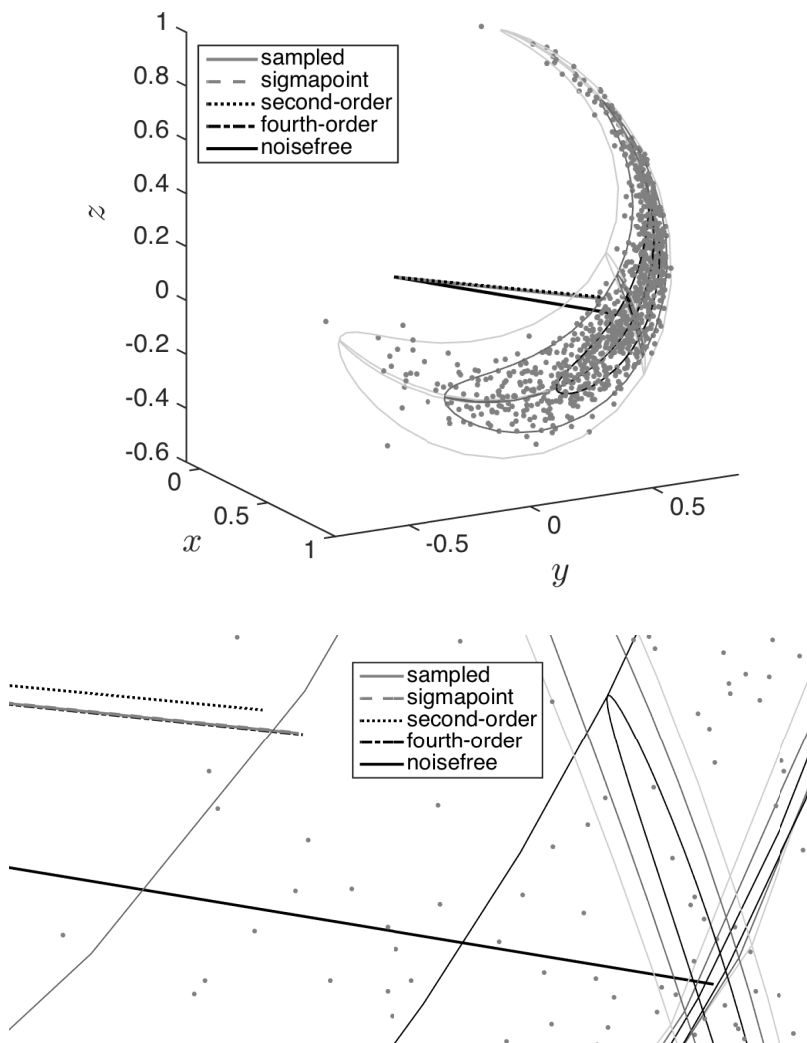 1
0.8
0.6
0.4
0.2
0
-0.2
-0.4
-0.6
z
sampled
sigmapoint
second-order
fourth-order
noisefree
0
0.5
1
x
-0.5
0
0.5
y
sampled
sigmapoint
second-order
fourth-order
noisefree